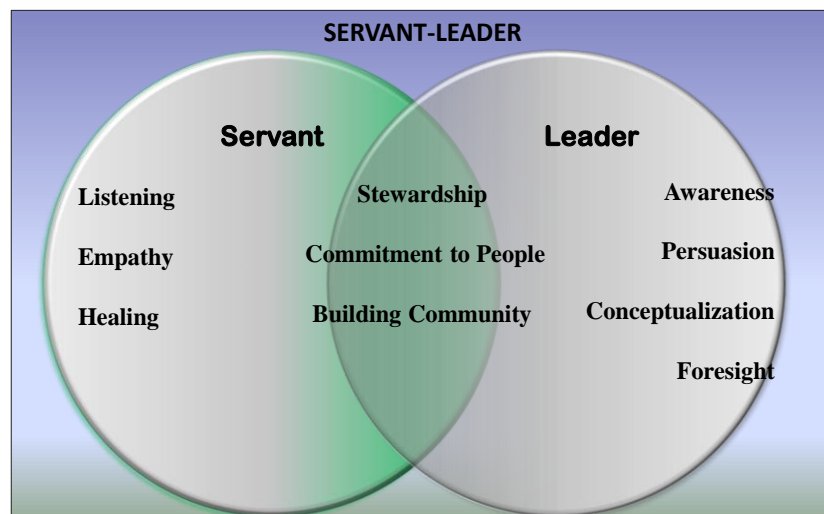 SERVANT-LEADER
Servant
Leader
Listening
Stewardship
Awareness
Empathy
Commitment to People
Persuasion
Healing
Building Community
Conceptualization
Foresight